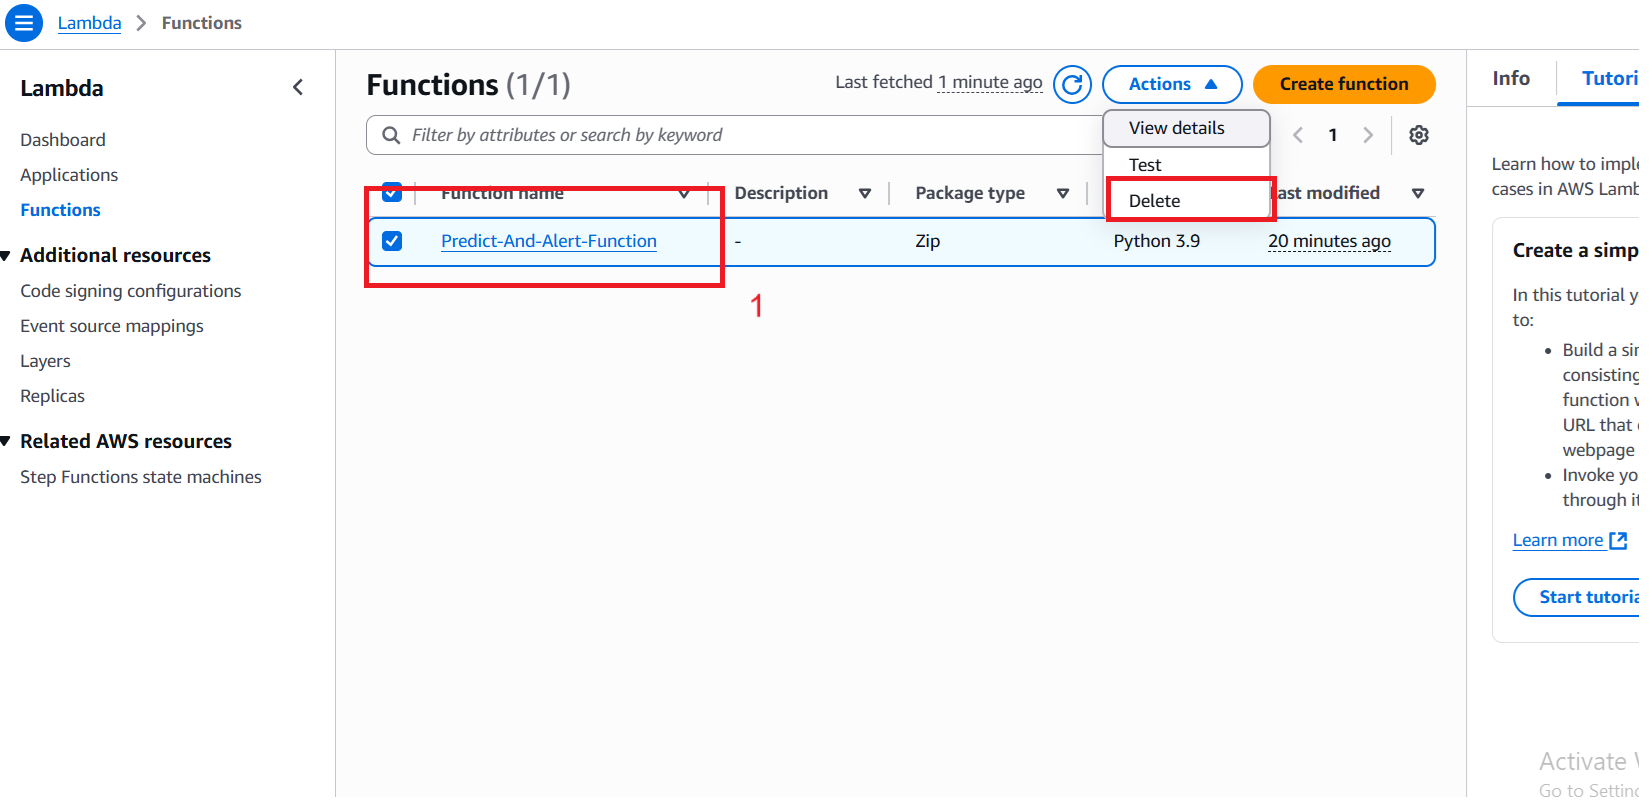 Lambda > Functions
Lambda
Dashboard
Applications
Functions
Additional resources
Code signing configurations
Event source mappings
Layers
Replicas
Related AWS resources
Step Functions state machines
Functions (1/1)
Last fetched 1 minute ago
Actions
Create function
View details
Test
Delete
Filter by attributes or search by keyword
1
Function name
Description
Package type
Last modified
Predict-And-Alert-Function
-
Zip
Python 3.9
20 minutes ago
1
Info
Tutori
Learn how to imple
cases in AWS Lamb
Create a simp
In this tutorial y
to:
• Build a sin
consisting
function w
URL that
webpage
• Invoke yo
through it
Learn more
Start tutoria
Activate
Go to Setting